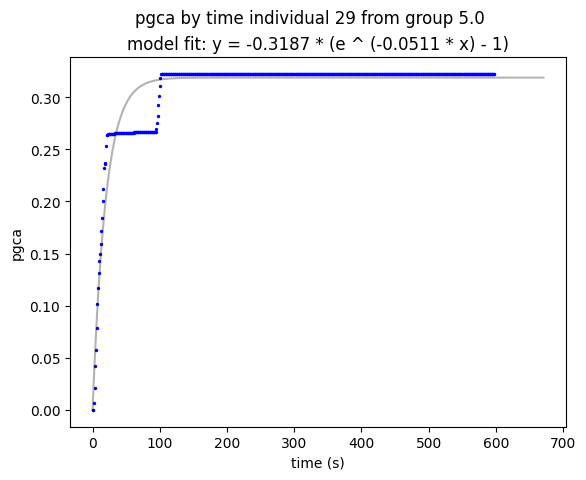 pgca by time individual 29 from group 5.0
model fit: y = -0.3187 * (e ^ (-0.0511 * x) - 1)
0.30
0.25
0.20
0.15
0.10
0.05
0.00
pgca
0 100 200 300 400 500 600 700
time (s)